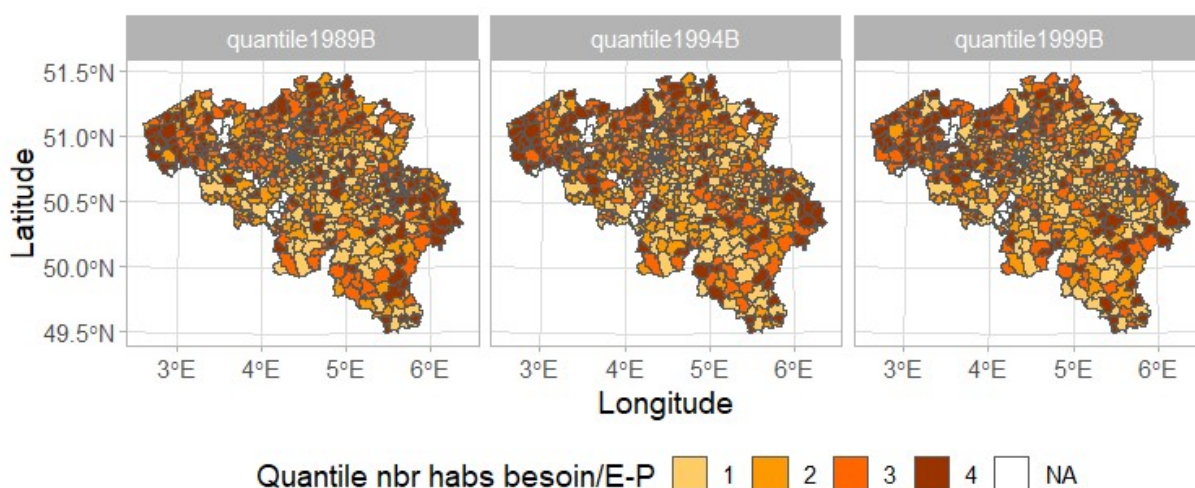 quantile1989B quantile1994B quantile1999B
51.5°N
51.0°N
50.5°N
50.0°N
49.5°N
Latitude
3°E 4°E 5°E 6°E 3°E 4°E 5°E 6°E 3°E 4°E 5°E 6°E
Longitude
Quantile nbr habs besoin/E-P 1 2 3 4 NA